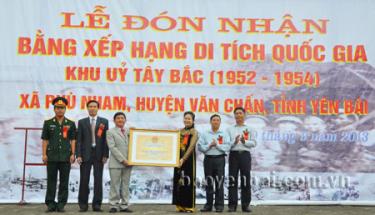 LỄ ĐÓN NHẬN
BẰNG XẾP HẠNG DI TÍCH QUỐC GIA
KHU UỶ TÂY BẮC (1952 - 1954)
XÃ PHÙ NHAM, HUYỆN VĂN CHẤN, TỈNH YÊN BÁI
8 năm 2013
baoyenbai.com.vn